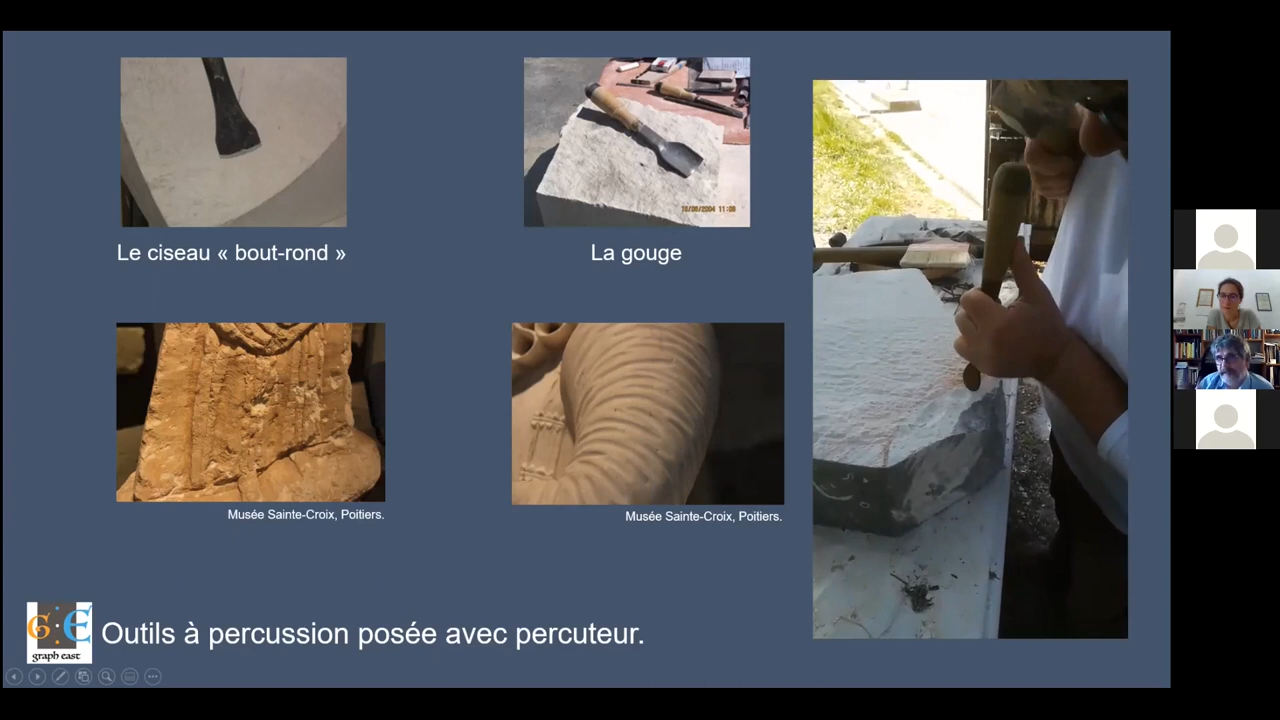 Le ciseau « bout-rond »
La gouge
Musée Sainte-Croix, Poitiers.
Musée Sainte-Croix, Poitiers.
G E
graph east
Outils à percussion posée avec percuteur.